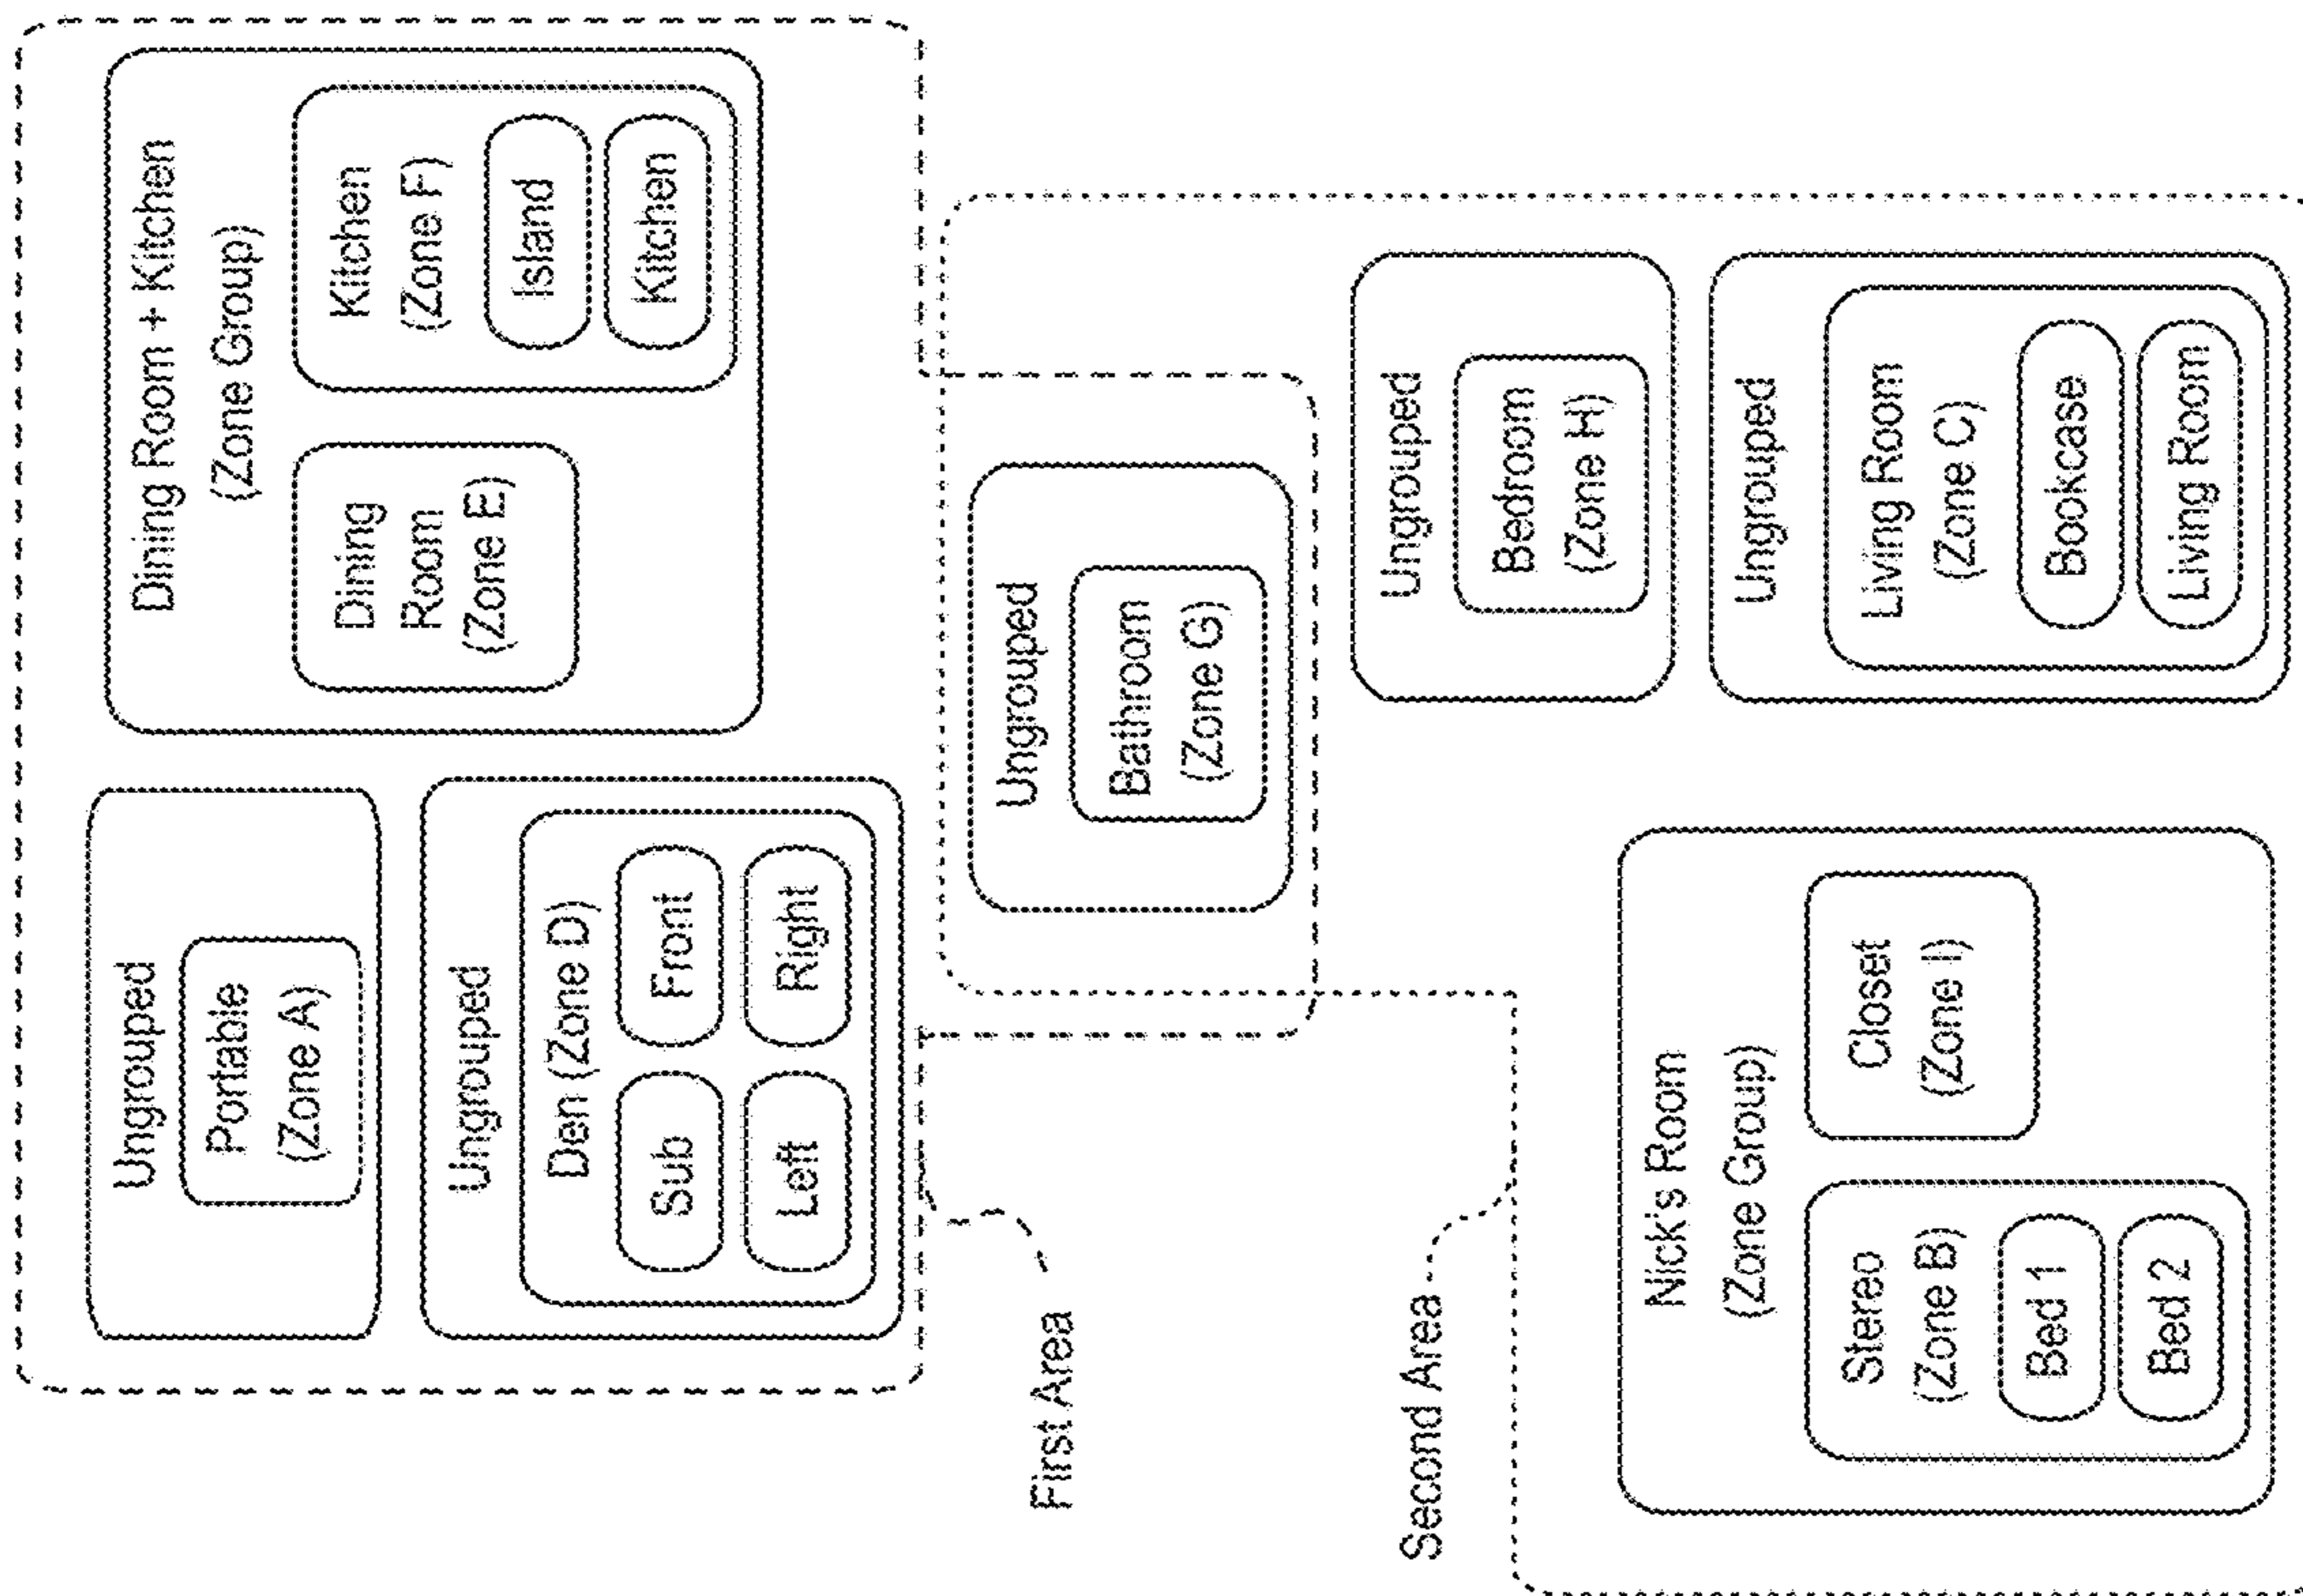 Ungrouped
Portable
(Zone A)
Ungrouped
Den (Zone D)
Sub
Front
Left
Right
Dining Room + Kitchen
(Zone Group)
Dining
Room
(Zone E)
Kitchen
(Zone F)
Island
Kitchen
First Area
Ungrouped
Bathroom
(Zone G)
Second Area
Ungrouped
Bedroom
(Zone H)
Nick's Room
(Zone Group)
Stereo
(Zone B)
Bed 1
Bed 2
Closet
(Zone I)
Ungrouped
Living Room
(Zone C)
Bookcase
Living Room